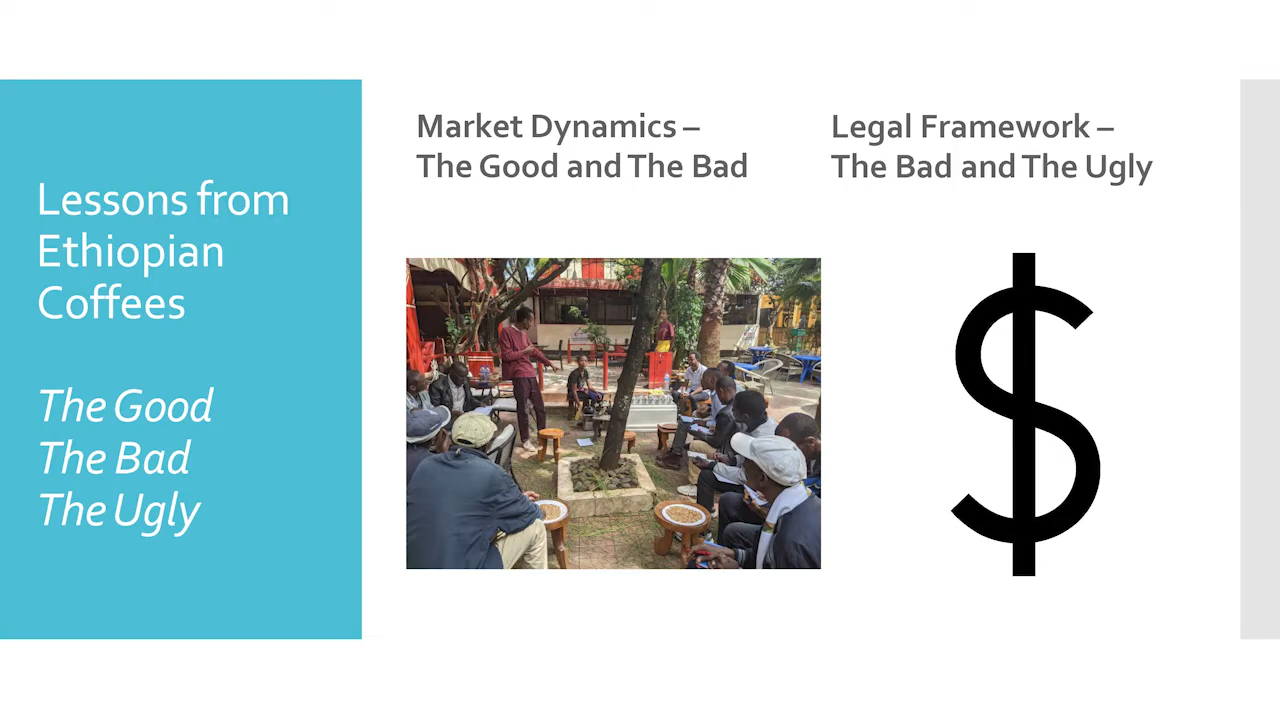 Lessons from
Ethiopian
Coffees
The Good
The Bad
The Ugly
Market Dynamics –
The Good and The Bad
Legal Framework –
The Bad and The Ugly
$